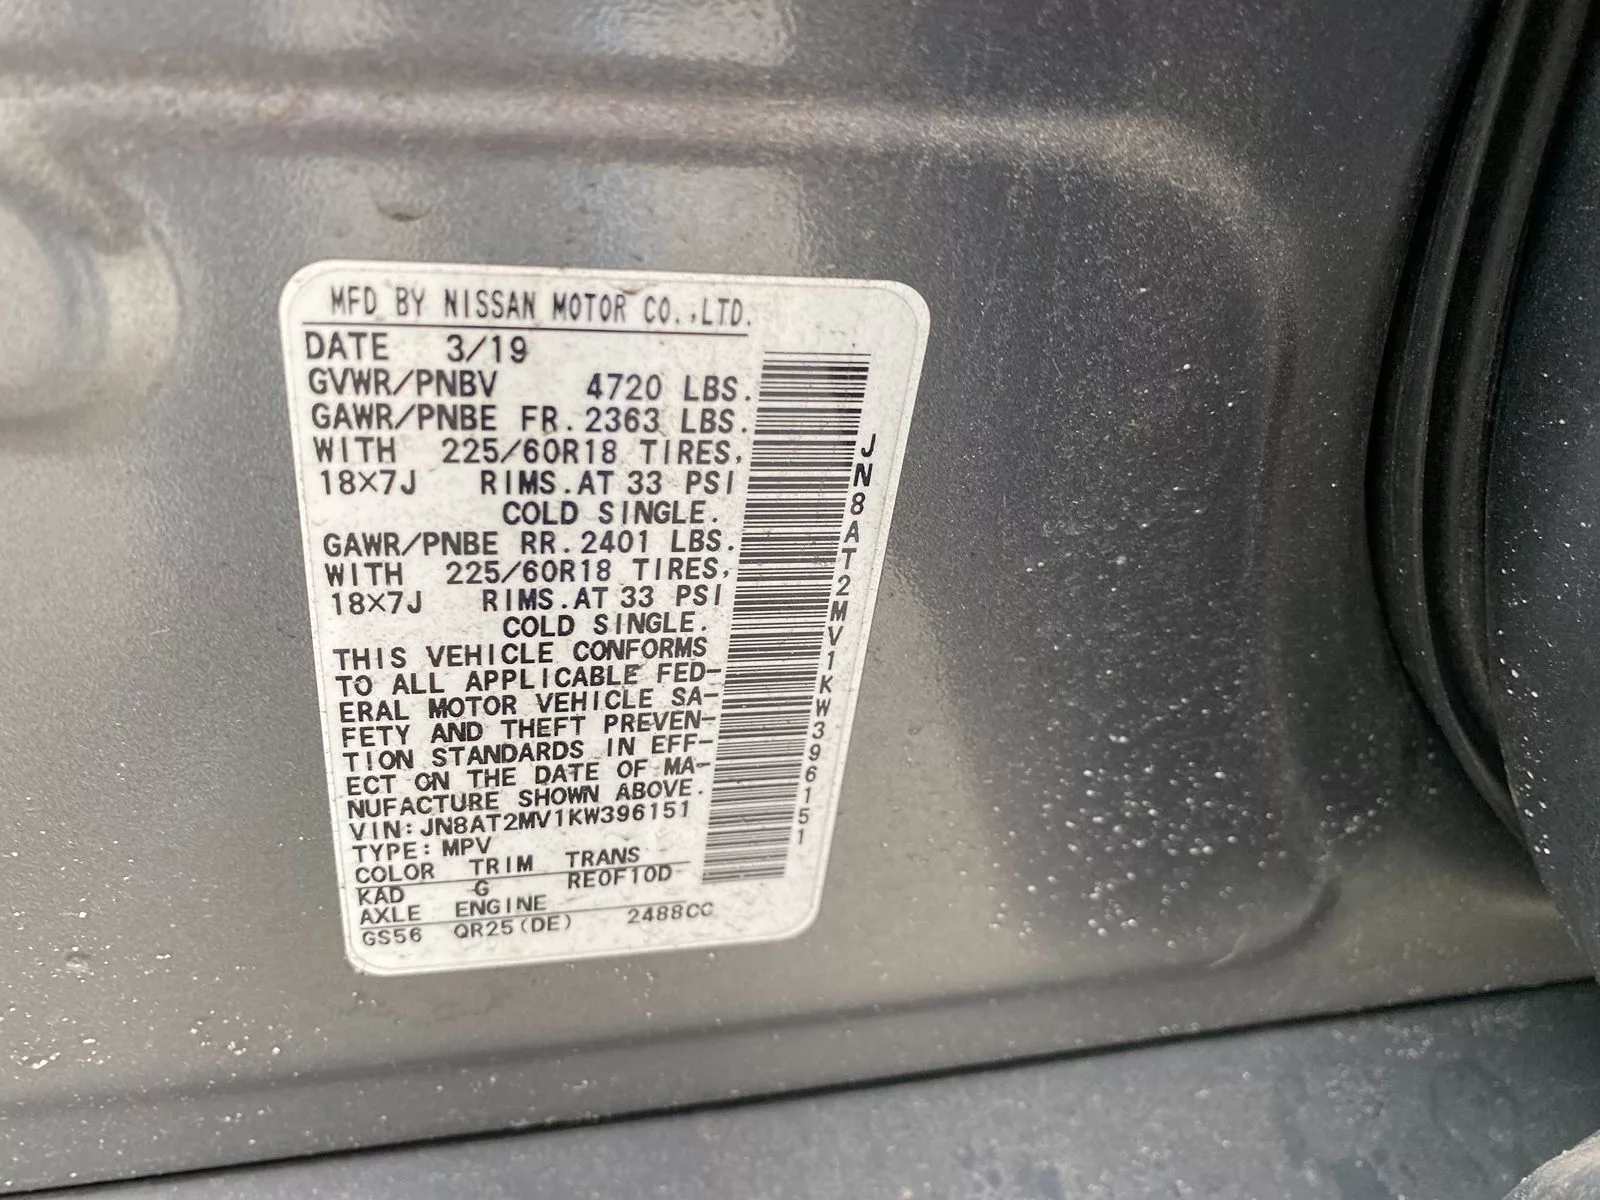 MFD BY NISSAN MOTOR CO.,LTD.
DATE 3/19
GVWR/PNBV 4720 LBS.
GAWR/PNBE FR.2363 LBS.
WITH 225/60R18 TIRES,
18×7J RIMS.AT 33 PSI
COLD SINGLE.
GAWR/PNBE RR.2401 LBS.
WITH 225/60R18 TIRES,
18×7J RIMS.AT 33 PSI
COLD SINGLE.
THIS VEHICLE CONFORMS
TO ALL APPLICABLE FED-
ERAL MOTOR VEHICLE SA-
FETY AND THEFT PREVEN-
TION STANDARDS IN EFF-
ECT ON THE DATE OF MA-
NUFACTURE SHOWN ABOVE.
VIN:JN8AT2MV1KW396151
TYPE:MPV
COLOR TRIM TRANS
KAD G RE0F10D
AXLE ENGINE
GS56 QR25(DE) 2488CC
JN8AT2MV1KW396151